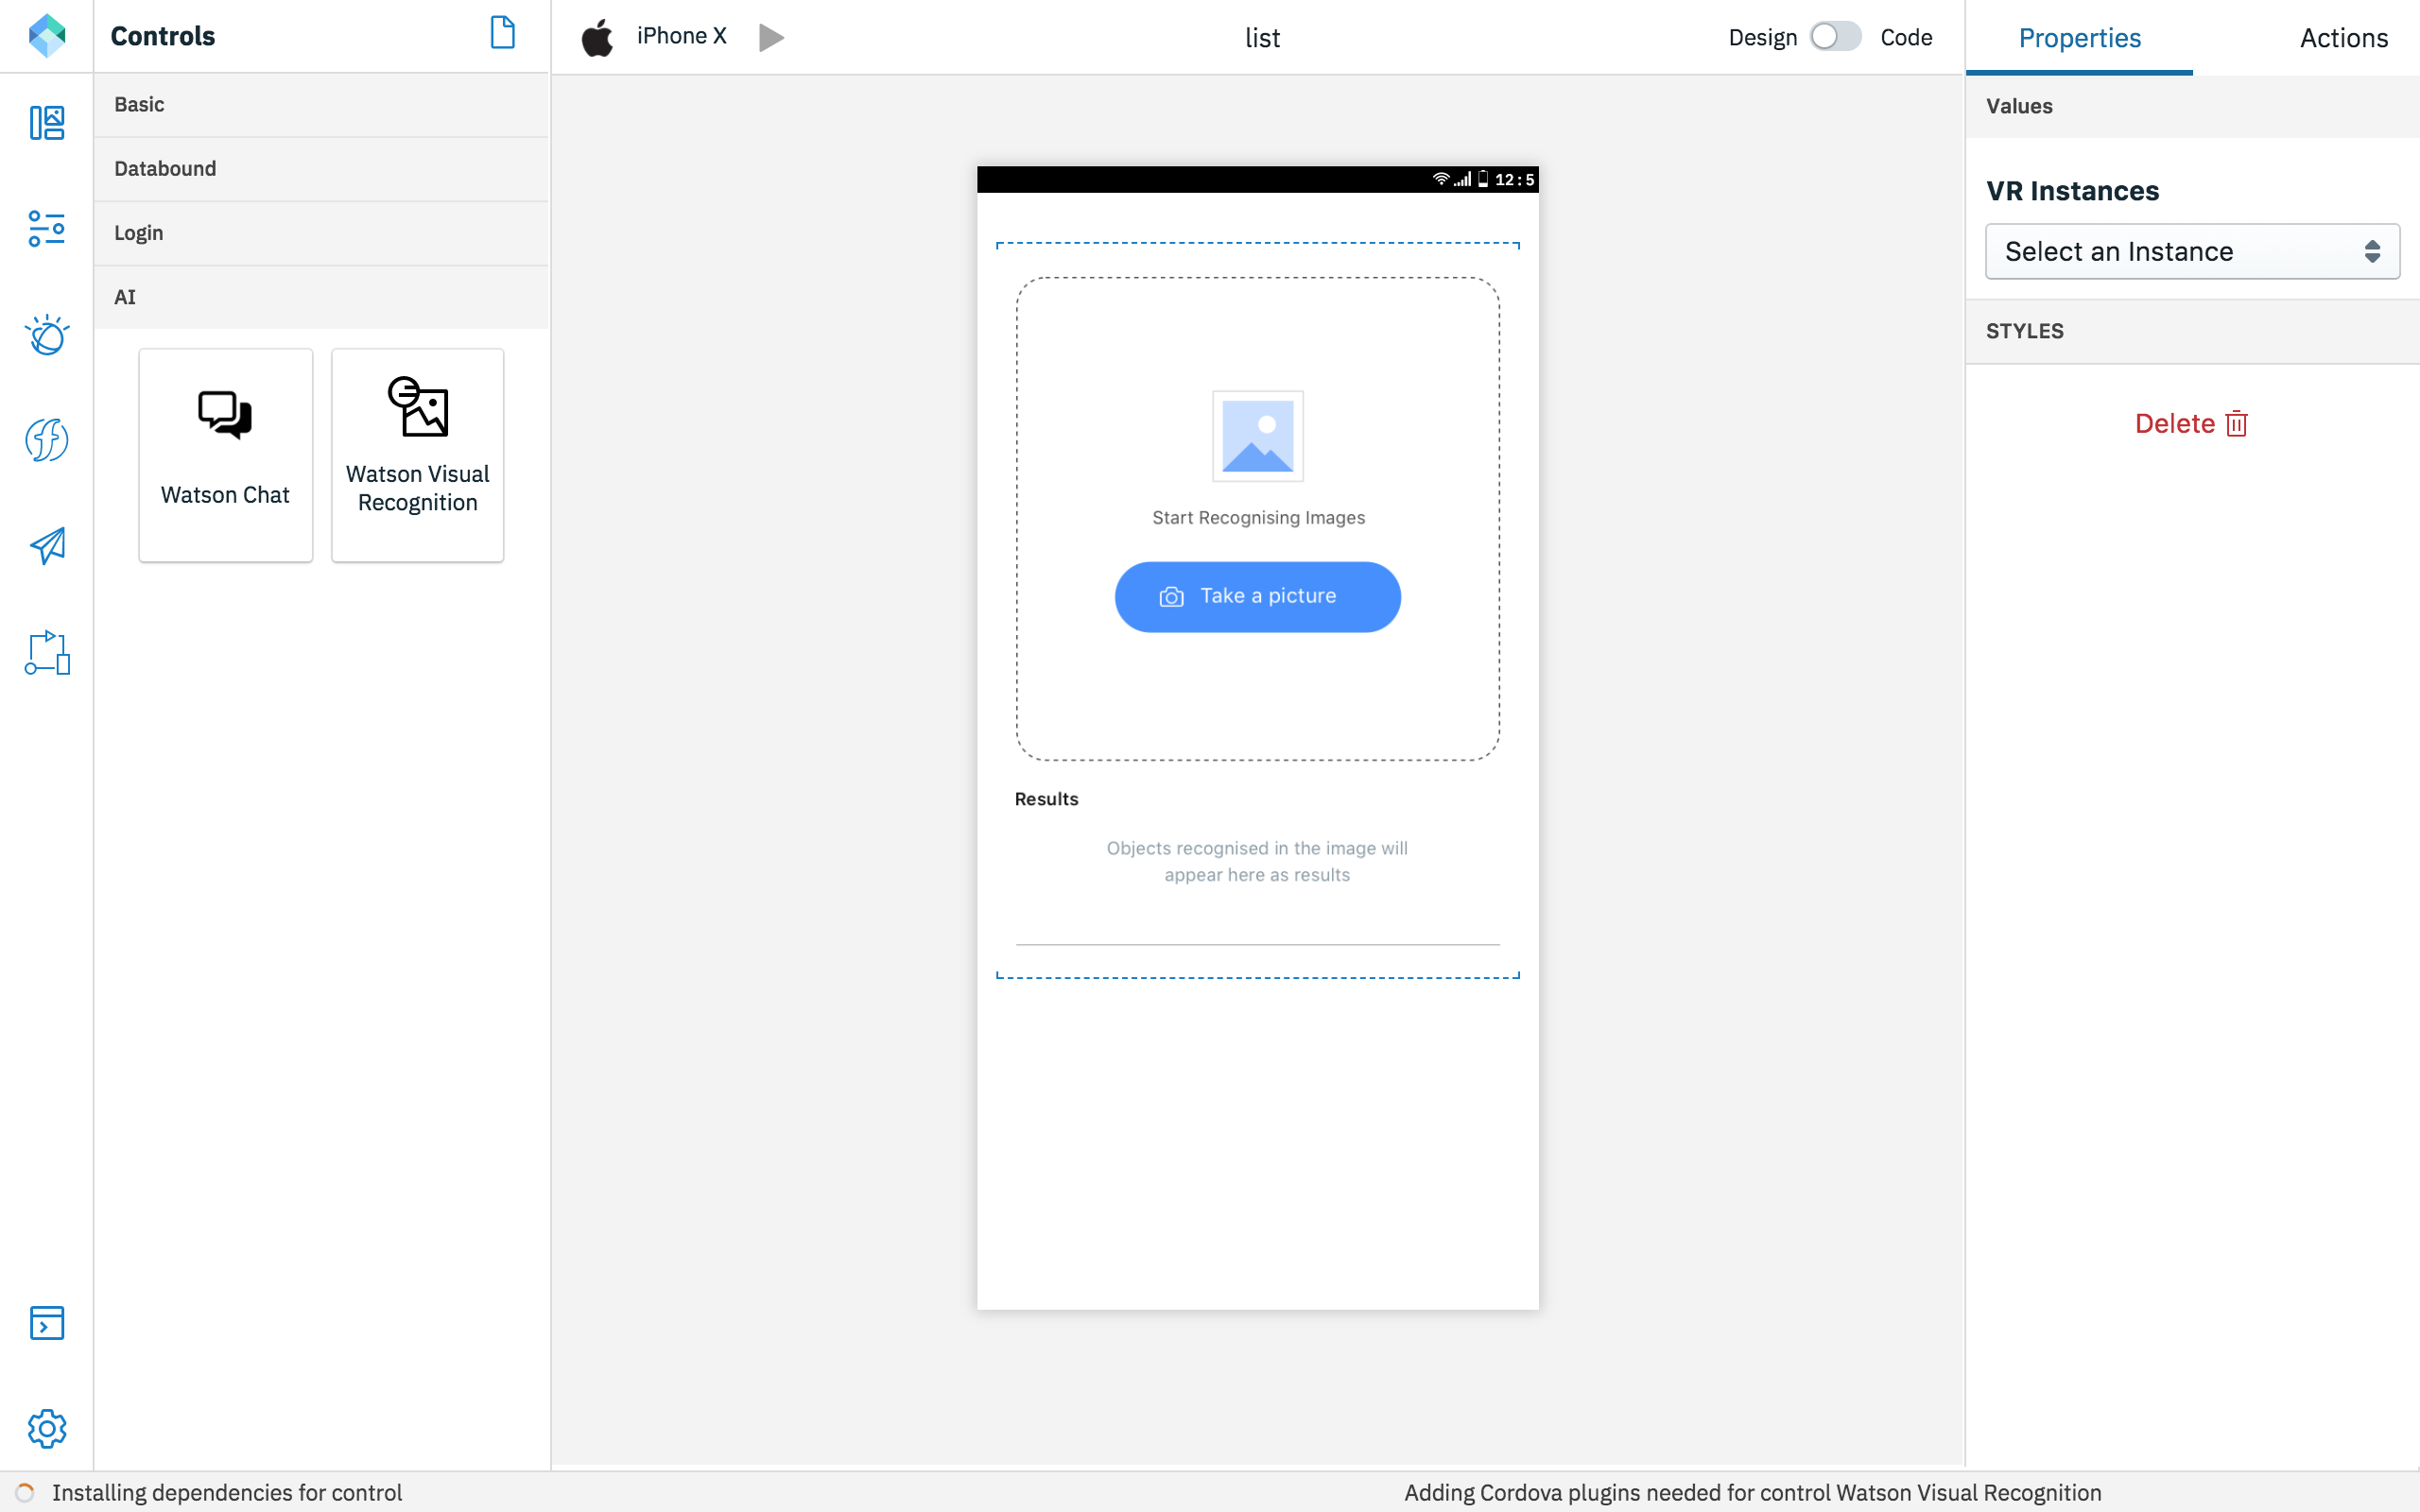 Controls
iPhone X
list
Design
Code
Properties
Actions
Basic
Databound
Login
AI
Watson Chat
Watson Visual
Recognition
12:5
Start Recognising Images
Take a picture
Results
Objects recognised in the image will
appear here as results
Values
VR Instances
Select an Instance
STYLES
Delete
Installing dependencies for control
Adding Cordova plugins needed for control Watson Visual Recognition